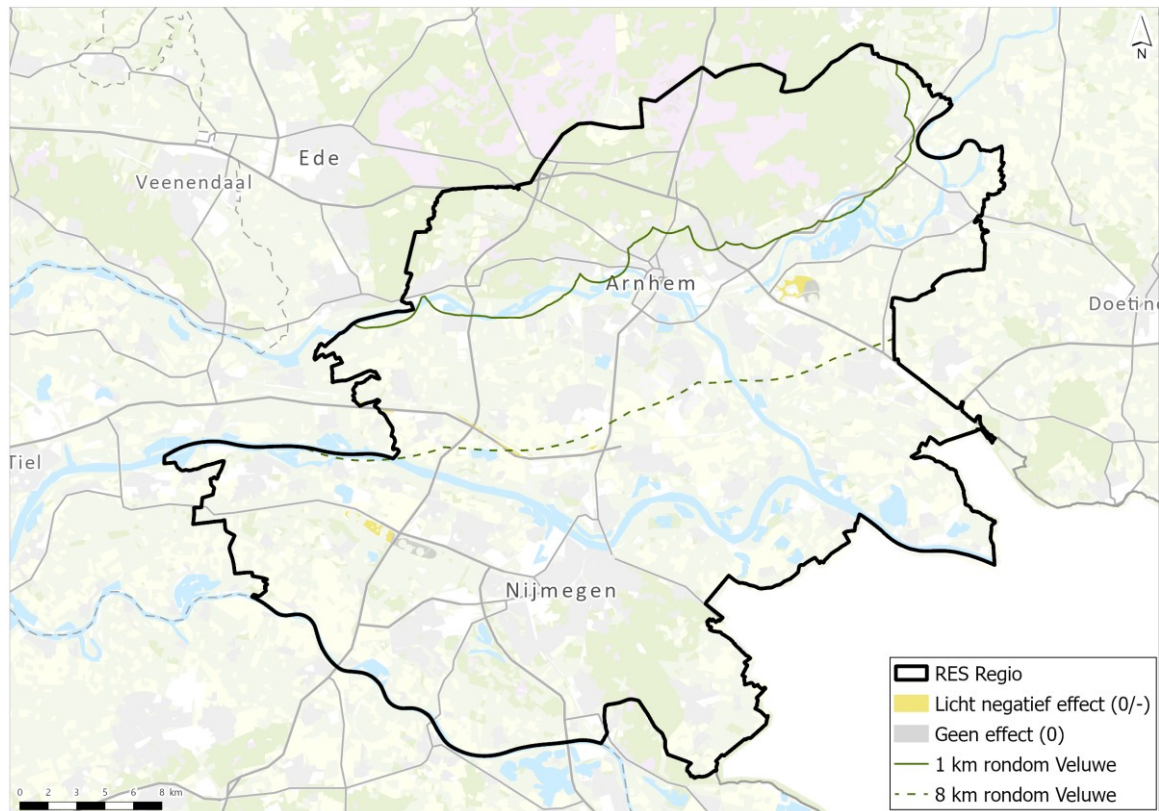 N
Ede
Veenendaal
Arnhem
Doetinc
Tiel
Nijmegen
RES Regio
Licht negatief effect (0/-)
Geen effect (0)
1 km rondom Veluwe
8 km rondom Veluwe
0 2 3 5 6 8 km